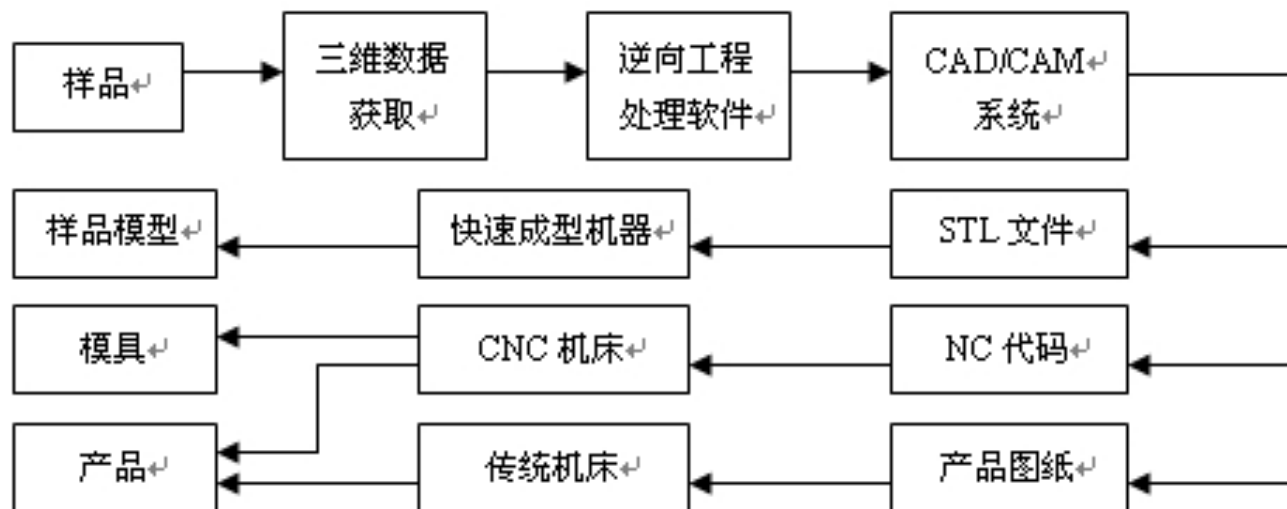 样品↵
三维数据
获取↵
逆向工程
处理软件↵
CAD/CAM↵
系统↵
样品模型↵
快速成型机器↵
STL 文件↵
模具↵
CNC 机床↵
NC 代码↵
产品↵
传统机床↵
产品图纸↵